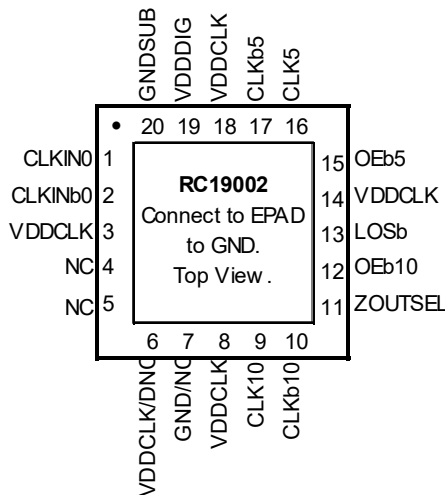 GNDSUB
VDDDIG
VDDCLK
CLKb5
CLK5
20 19 18 17 16
CLKIN0 1
CLKINb0 2
VDDCLK 3
NC 4
NC 5
RC19002
Connect to EPAD
to GND.
Top View .
15 OEb5
14 VDDCLK
13 LOSb
12 OEb10
11 ZOUTSEL
6 7 8 9 10
VDDCLK/DNC
GND/NC
VDDCLK
CLK10
CLKb10